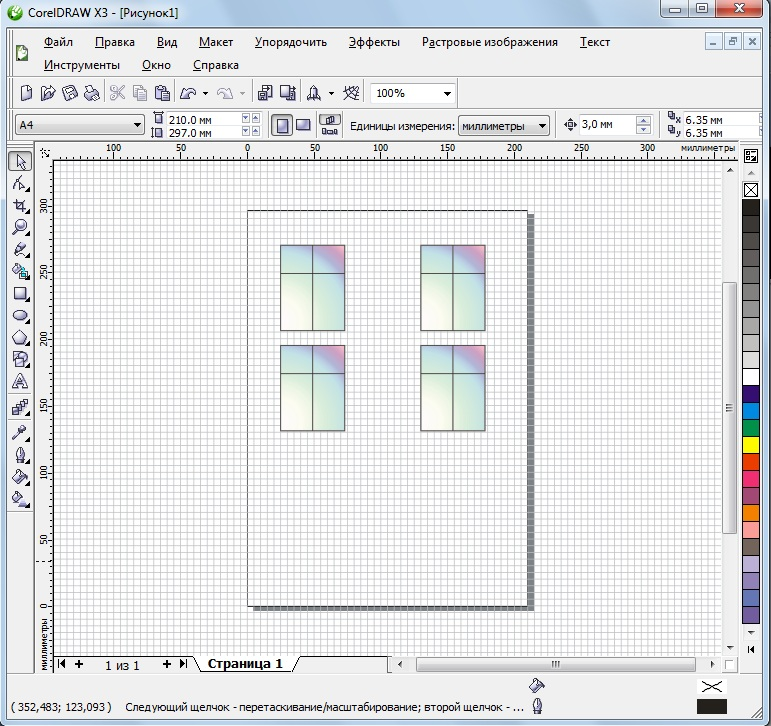 CorelDRAW X3 - [Рисунок1]
Файл Правка Вид Макет Упорядочить Эффекты Растровые изображения Текст
Инструменты Окно Справка
100%
A4 210.0 мм 297.0 мм Единицы измерения: миллиметры 3,0 мм 6.35 мм 6.35 мм
100 50 0 50 100 150 200 250 300 миллиметры
300
250
200
150
100
50
0
миллиметры
1 из 1 Страница 1
( 352,483; 123,093 ) Следующий щелчок - перетаскивание/масштабирование; второй щелчок - ...